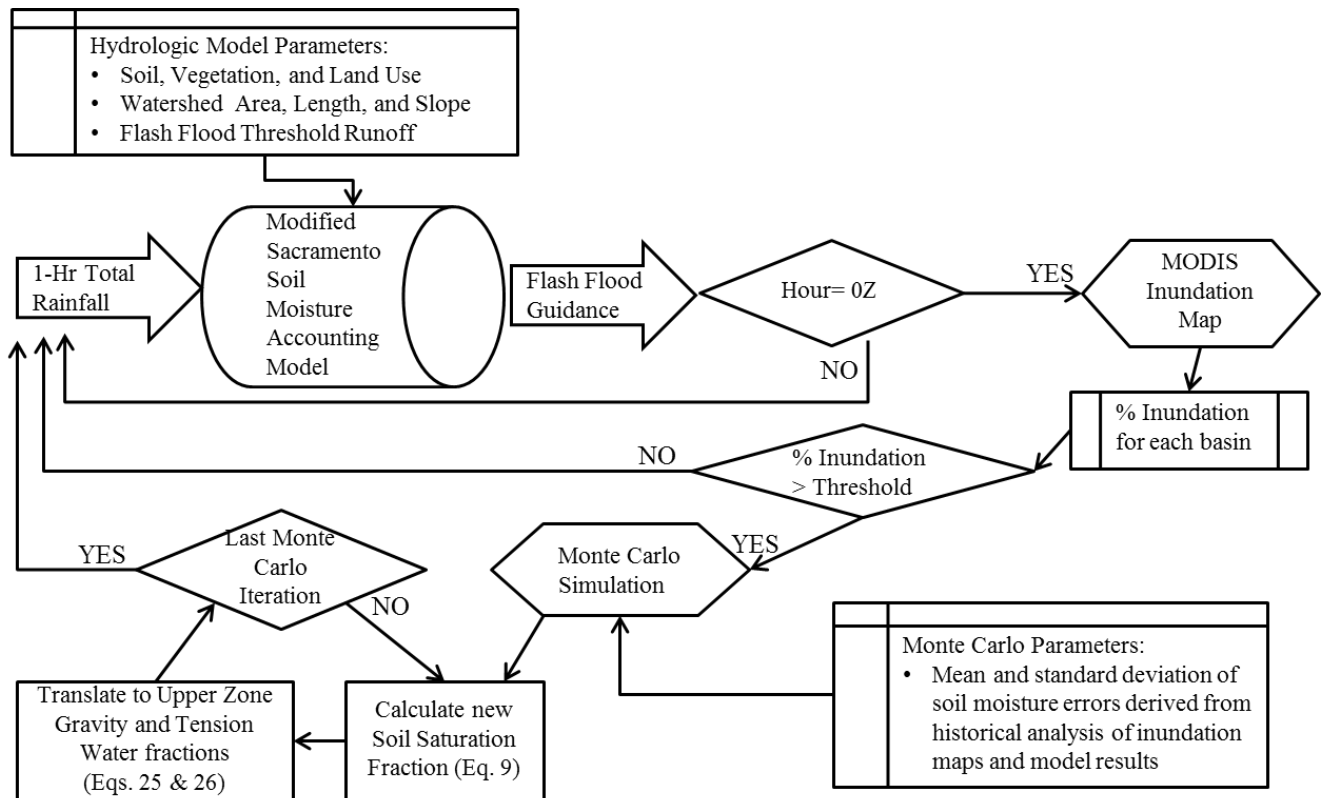 Hydrologic Model Parameters:
• Soil, Vegetation, and Land Use
• Watershed Area, Length, and Slope
• Flash Flood Threshold Runoff
1-Hr Total
Rainfall
Modified
Sacramento
Soil
Moisture
Accounting
Model
Flash Flood
Guidance
Hour= 0Z
YES
NO
MODIS
Inundation
Map
% Inundation
for each basin
% Inundation
> Threshold
NO
YES
Monte Carlo
Simulation
Monte Carlo Parameters:
• Mean and standard deviation of
soil moisture errors derived from
historical analysis of inundation
maps and model results
Calculate new
Soil Saturation
Fraction (Eq. 9)
Translate to Upper Zone
Gravity and Tension
Water fractions
(Eqs. 25 & 26)
Last Monte
Carlo
Iteration
YES
NO